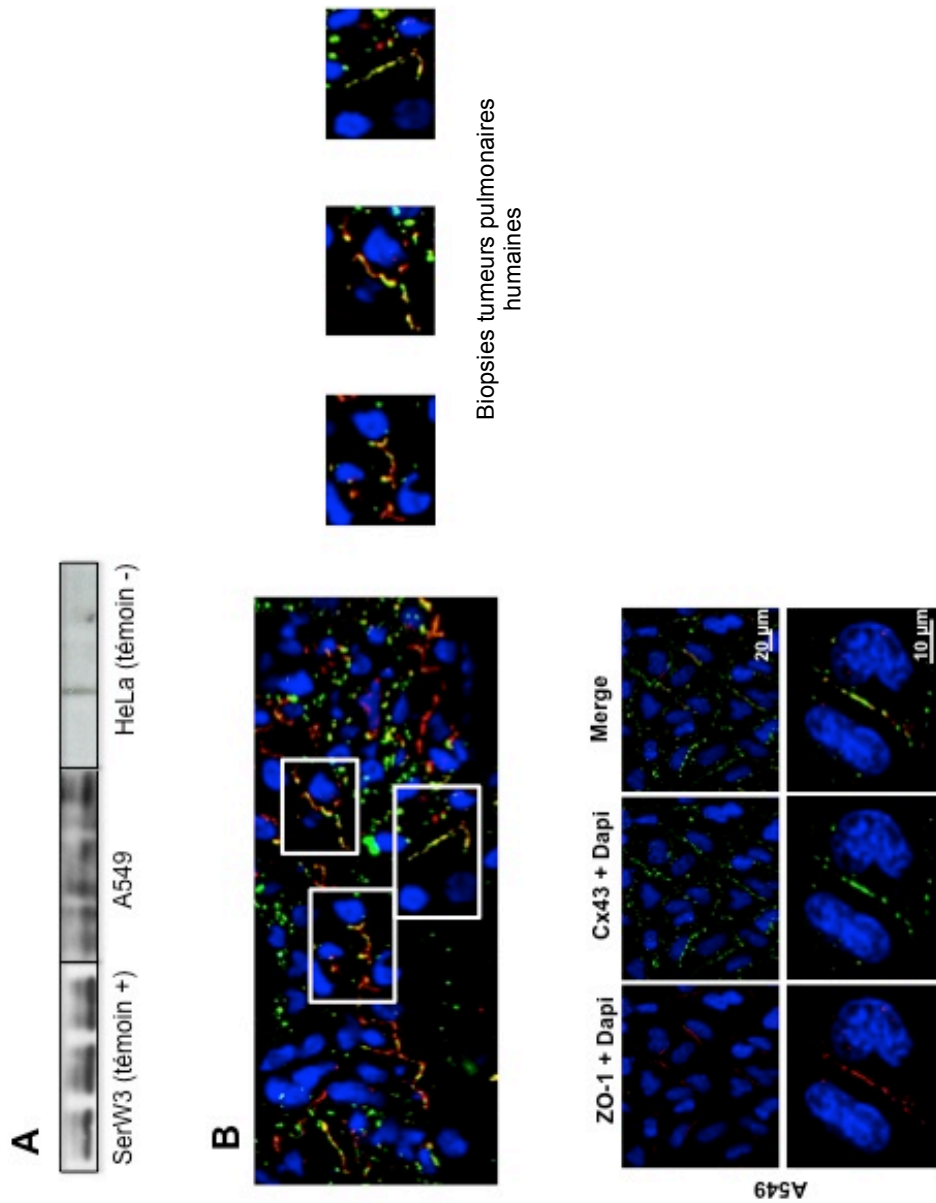 A
SerW3 (témoin +)
A549
HeLa (témoin -)
B
Biopsies tumeurs pulmonaires
humaines
ZO-1 + Dapi
Cx43 + Dapi
Merge
A549
20 µm
10 µm